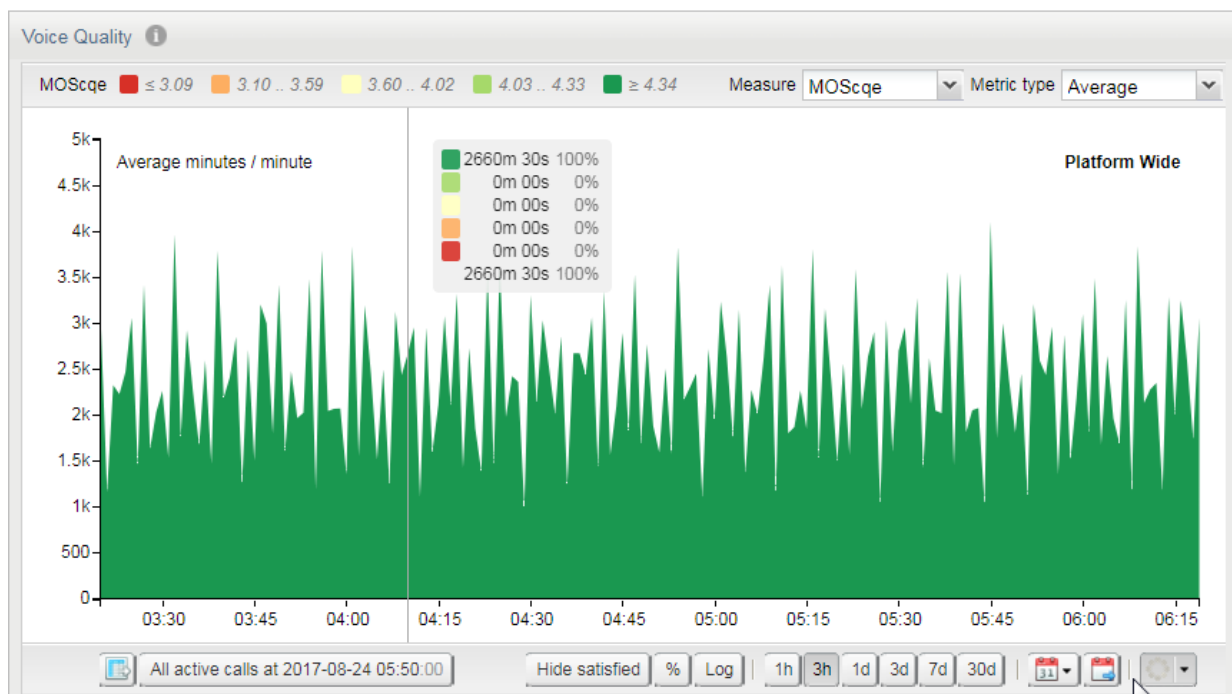 Voice Quality i
MOScqe ≤ 3.09 3.10 .. 3.59 3.60 .. 4.02 4.03 .. 4.33 ≥ 4.34 Measure MOScqe Metric type Average
5k
Average minutes / minute
Platform Wide
4.5k
4k
3.5k
3k
2.5k
2k
1.5k
1k
500
0
2660m 30s 100%
0m 00s 0%
0m 00s 0%
0m 00s 0%
0m 00s 0%
2660m 30s 100%
03:30 03:45 04:00 04:15 04:30 04:45 05:00 05:15 05:30 05:45 06:00 06:15
All active calls at 2017-08-24 05:50:00 Hide satisfied % Log 1h 3h 1d 3d 7d 30d 31